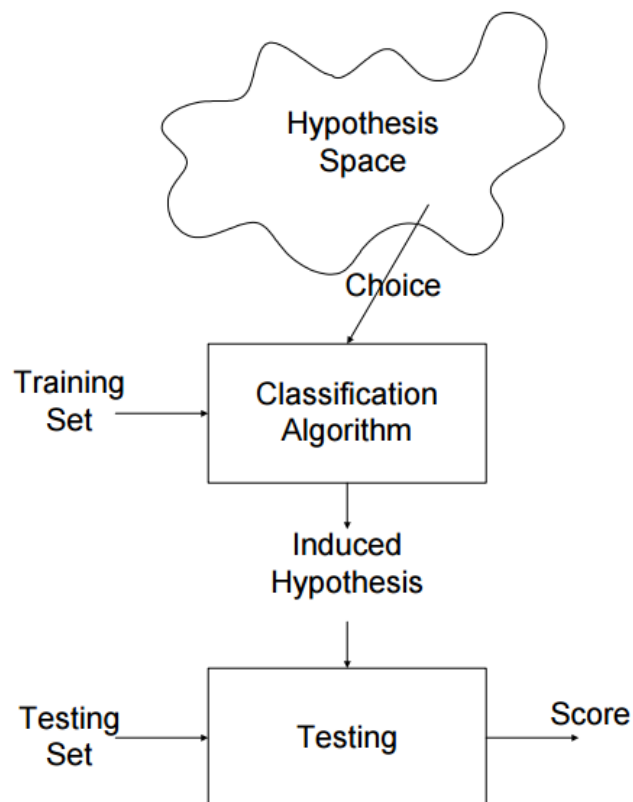 Hypothesis
Space
Choice
Training
Set
Classification
Algorithm
Induced
Hypothesis
Testing
Set
Testing
Score